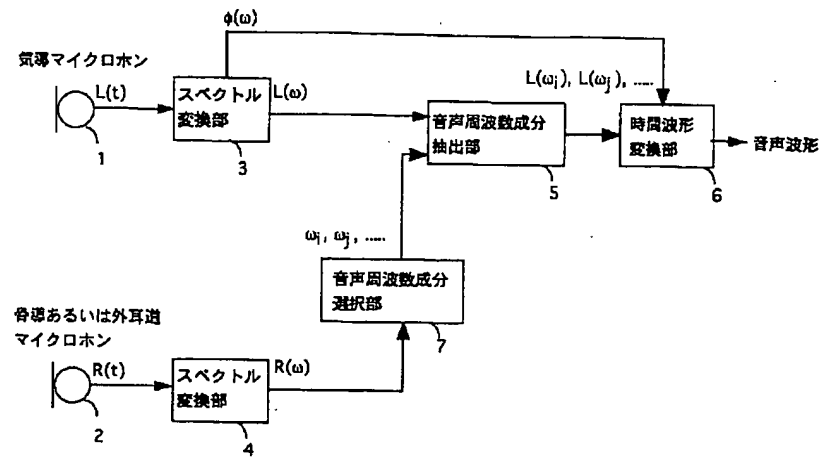 φ(ω)
気導マイクロホン
L(t)
1
スペクトル
変換部
3
L(ω)
音声周波数成分
抽出部
5
L(ωi), L(ωj), .....
時間波形
変換部
6
音声波形
ωi, ωj, .....
音声周波数成分
選択部
7
骨導あるいは外耳道
マイクロホン
R(t)
2
スペクトル
変換部
4
R(ω)